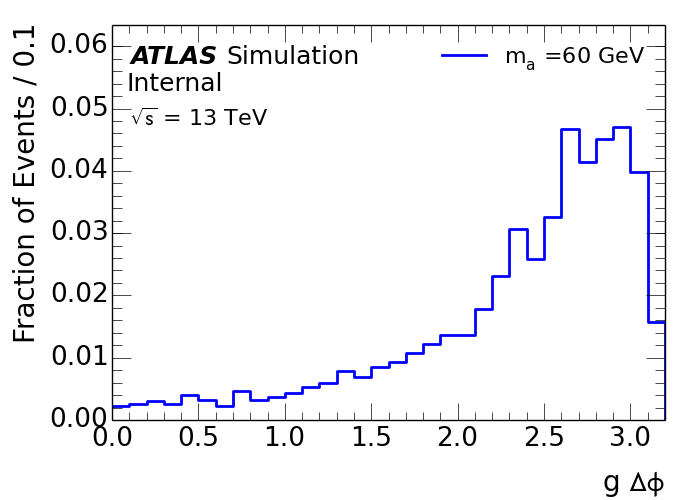 Fraction of Events / 0.1
0.06
0.05
0.04
0.03
0.02
0.01
0.00
ATLAS Simulation
Internal
√s = 13 TeV
mₐ =60 GeV
0.0 0.5 1.0 1.5 2.0 2.5 3.0
g Δϕ